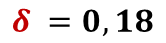 δ = 0,18